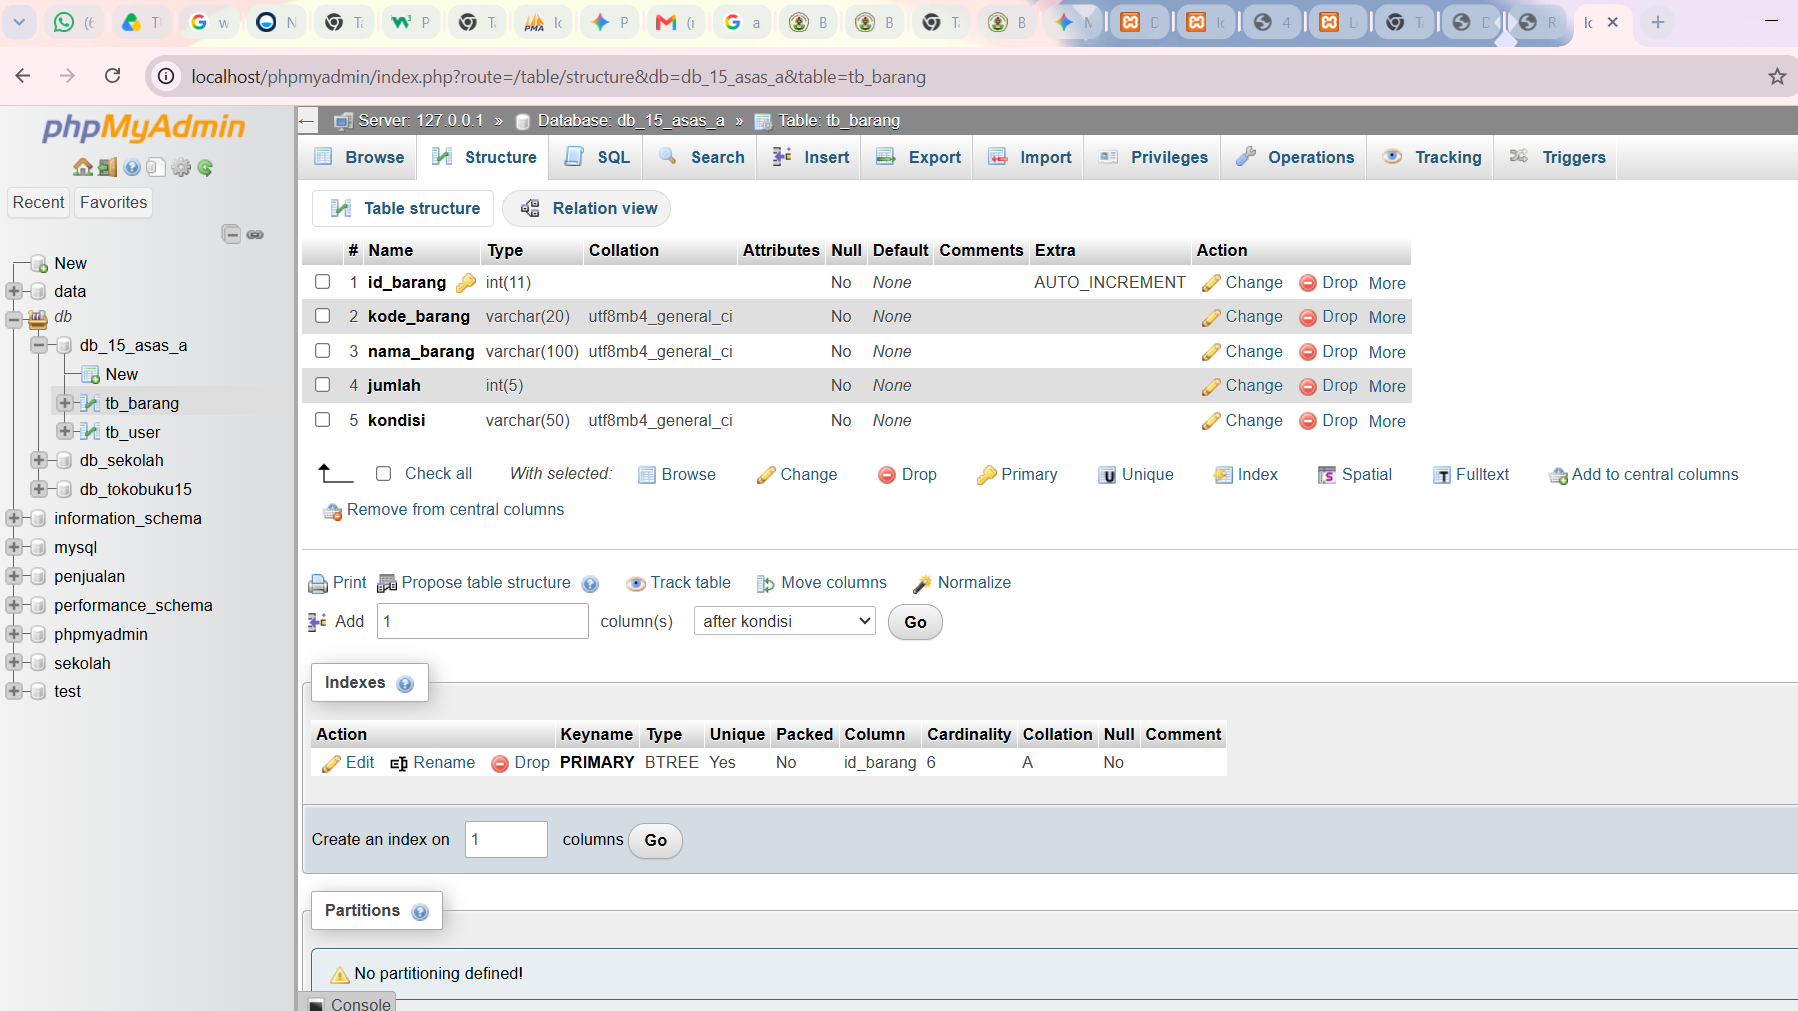 localhost/phpmyadmin/index.php?route=/table/structure&db=db_15_asas_a&table=tb_barang
phpMyAdmin
Recent Favorites
New
data
db
db_15_asas_a
New
tb_barang
tb_user
db_sekolah
db_tokobuku15
information_schema
mysql
penjualan
performance_schema
phpmyadmin
sekolah
test
Server: 127.0.0.1 » Database: db_15_asas_a » Table: tb_barang
Browse Structure SQL Search Insert Export Import Privileges Operations Tracking Triggers
Table structure Relation view
# Name Type Collation Attributes Null Default Comments Extra Action
1 id_barang int(11) No None AUTO_INCREMENT Change Drop More
2 kode_barang varchar(20) utf8mb4_general_ci No None Change Drop More
3 nama_barang varchar(100) utf8mb4_general_ci No None Change Drop More
4 jumlah int(5) No None Change Drop More
5 kondisi varchar(50) utf8mb4_general_ci No None Change Drop More
Check all With selected: Browse Change Drop Primary Unique Index Spatial Fulltext Add to central columns
Remove from central columns
Print Propose table structure Track table Move columns Normalize
Add 1 column(s) after kondisi Go
Indexes
Action Keyname Type Unique Packed Column Cardinality Collation Null Comment
Edit Rename Drop PRIMARY BTREE Yes No id_barang 6 A No
Create an index on 1 columns Go
Partitions
No partitioning defined!
Console